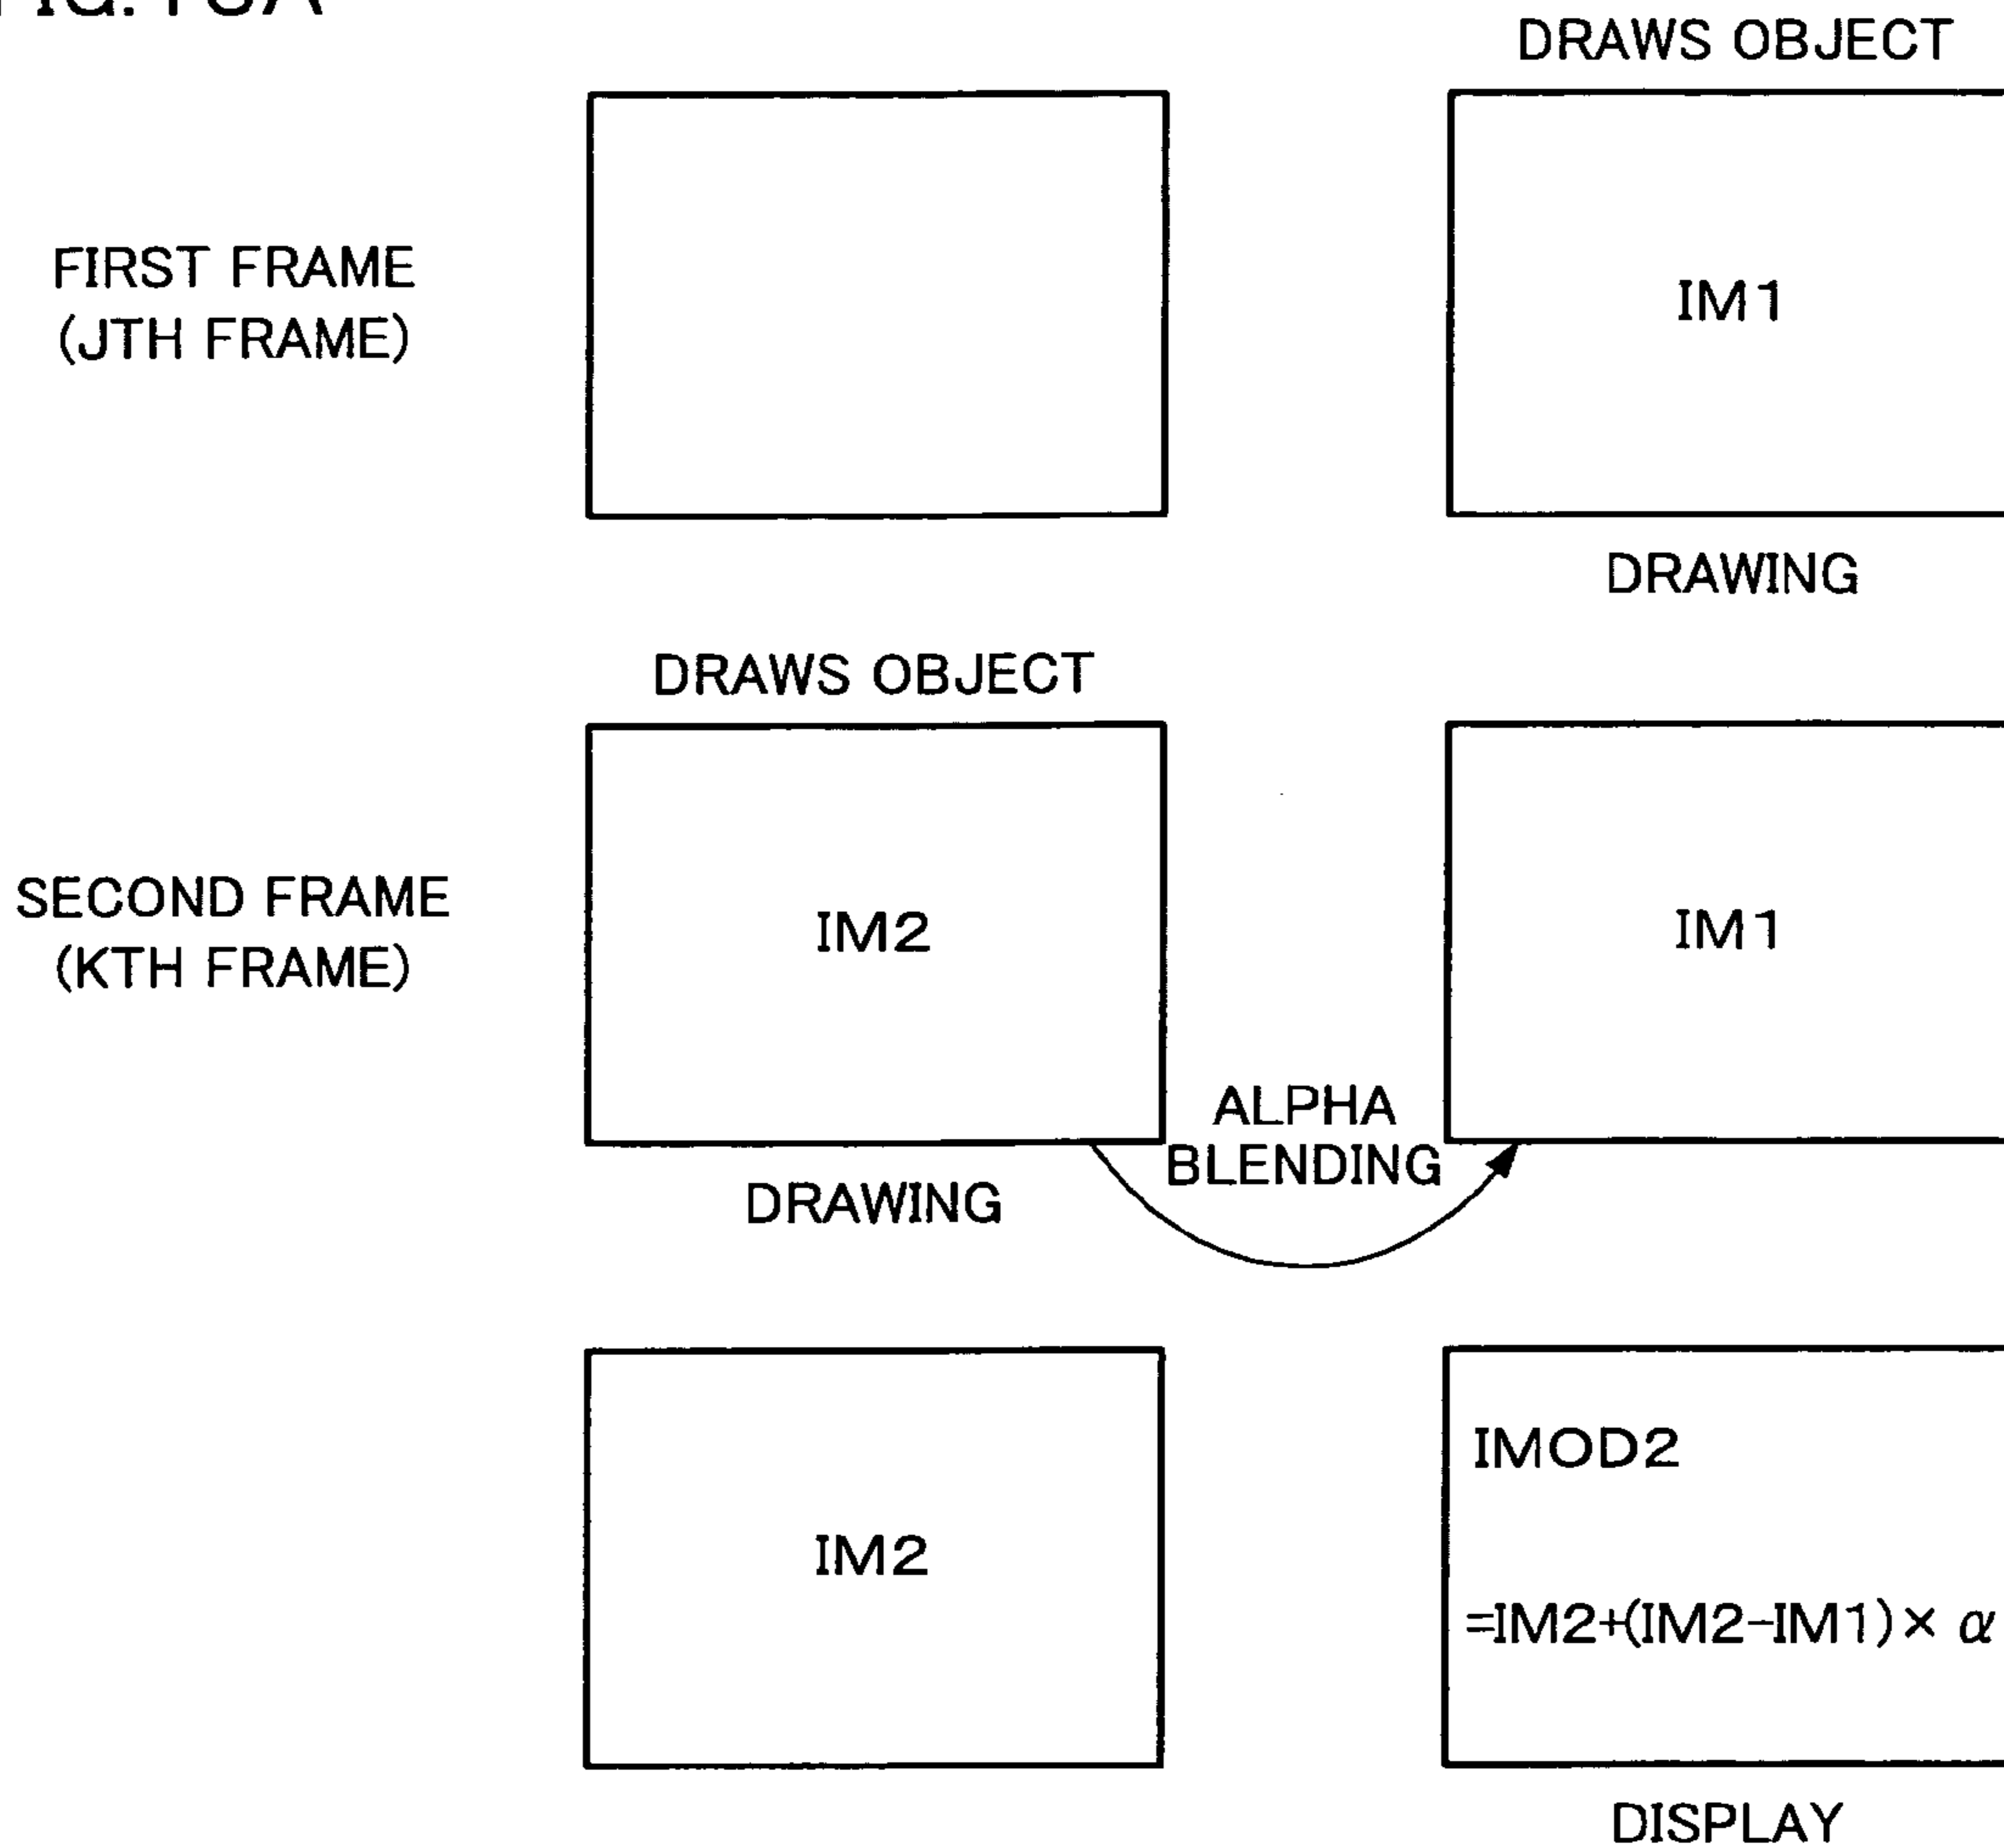 DRAWS OBJECT
FIRST FRAME
(JTH FRAME)
IM1
DRAWING
DRAWS OBJECT
SECOND FRAME
(KTH FRAME)
IM2
IM1
ALPHA
BLENDING
DRAWING
IM2
IMOD2
=IM2+(IM2-IM1)× α
DISPLAY